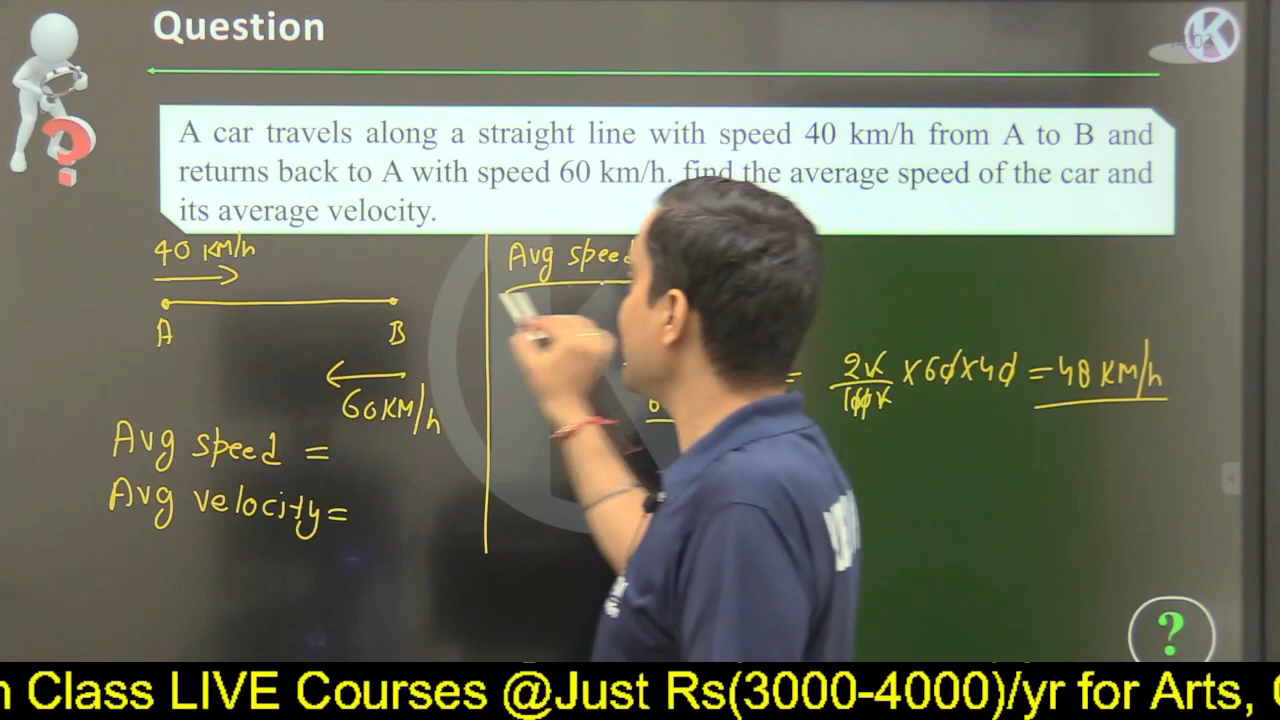 Question
A car travels along a straight line with speed 40 km/h from A to B and
returns back to A with speed 60 km/h. find the average speed of the car and
its average velocity.
40 KM/h
A B
60KM/h
Avg speed =
Avg velocity=
Avg speed
= 2x/100x x60x40 =48 KM/h
K
?
Class LIVE Courses @Just Rs(3000-4000)/yr for Arts,